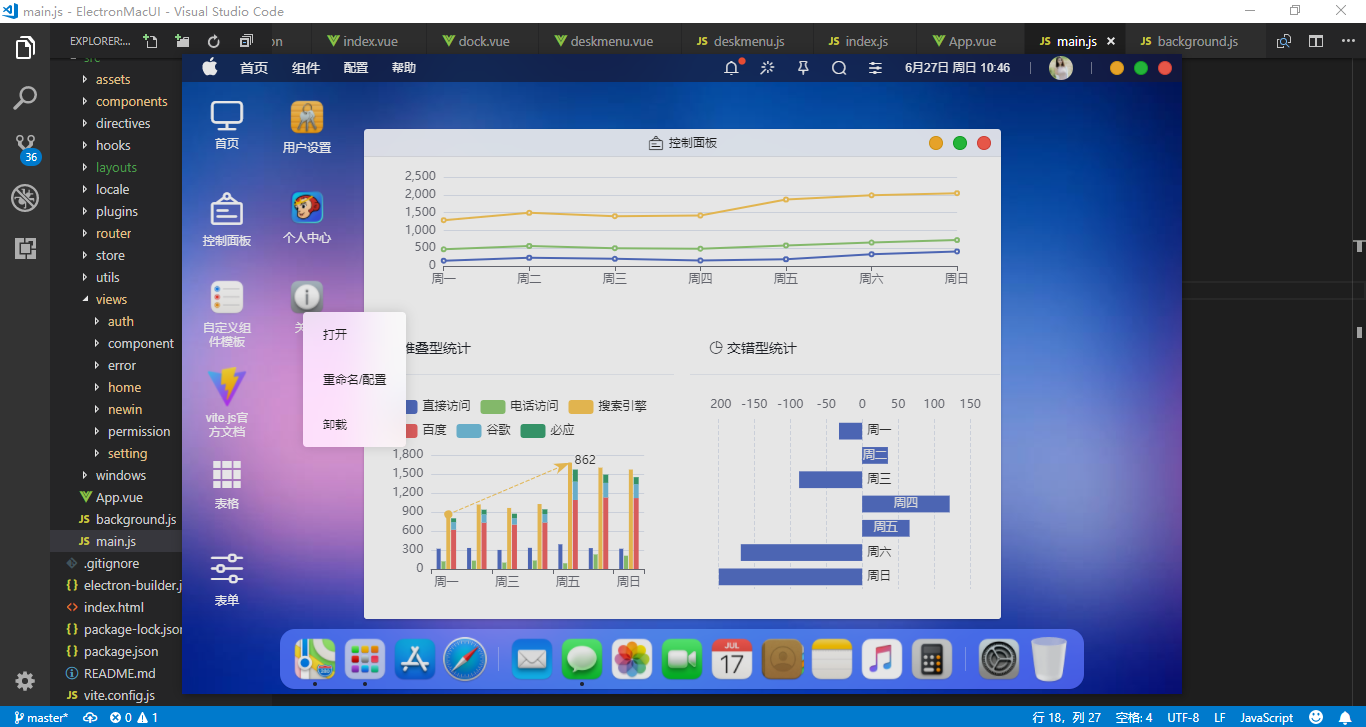 main.js - ElectronMacUI - Visual Studio Code
EXPLORER:...
on
index.vue
dock.vue
deskmenu.vue
JS deskmenu.js
JS index.js
App.vue
JS main.js
JS background.js
src
assets
components
directives
hooks
layouts
locale
plugins
router
store
utils
views
auth
component
error
home
newin
permission
setting
windows
App.vue
JS background.js
JS main.js
.gitignore
{} electron-builder.j
<> index.html
{} package-lock.json
{} package.json
README.md
JS vite.config.js
36
首页 组件 配置 帮助
6月27日 周日 10:46
首页
用户设置
控制面板
个人中心
自定义组
件模板
关
vite.js官
方文档
表格
表单
打开
重命名/配置
卸载
控制面板
2,500
2,000
1,500
1,000
500
0
周一 周二 周三 周四 周五 周六 周日
堆叠型统计
直接访问 电话访问 搜索引擎
百度 谷歌 必应
1,800
1,500
1,200
900
600
300
0
862
周一 周三 周五 周日
交错型统计
200 -150 -100 -50 0 50 100 150
周一
周二
周三
周四
周五
周六
周日
JUL
17
master* 0 1
行 18，列 27 空格: 4 UTF-8 LF JavaScript